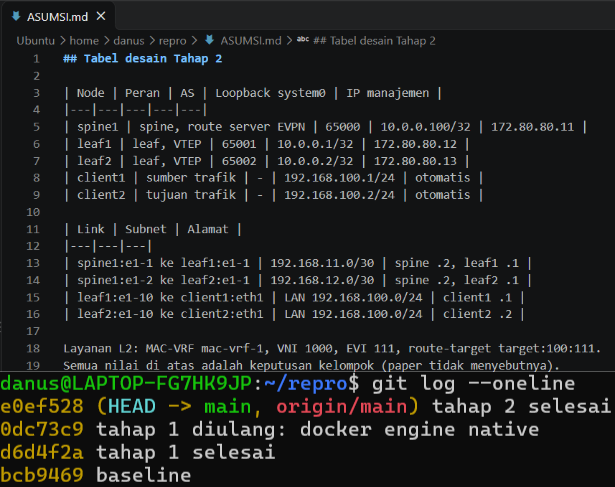 ASUMSI.md X
Ubuntu > home > danus > repro > ASUMSI.md > abc ## Tabel desain Tahap 2
1 ## Tabel desain Tahap 2
2
3 | Node | Peran | AS | Loopback system0 | IP manajemen |
4 |---|---|---|---|---|
5 | spine1 | spine, route server EVPN | 65000 | 10.0.0.100/32 | 172.80.80.11 |
6 | leaf1 | leaf, VTEP | 65001 | 10.0.0.1/32 | 172.80.80.12 |
7 | leaf2 | leaf, VTEP | 65002 | 10.0.0.2/32 | 172.80.80.13 |
8 | client1 | sumber trafik | - | 192.168.100.1/24 | otomatis |
9 | client2 | tujuan trafik | - | 192.168.100.2/24 | otomatis |
10
11 | Link | Subnet | Alamat |
12 |---|---|---|
13 | spine1:e1-1 ke leaf1:e1-1 | 192.168.11.0/30 | spine .2, leaf1 .1 |
14 | spine1:e1-2 ke leaf2:e1-1 | 192.168.12.0/30 | spine .2, leaf2 .1 |
15 | leaf1:e1-10 ke client1:eth1 | LAN 192.168.100.0/24 | client1 .1 |
16 | leaf2:e1-10 ke client2:eth1 | LAN 192.168.100.0/24 | client2 .2 |
17
18 Layanan L2: MAC-VRF mac-vrf-1, VNI 1000, EVI 111, route-target target:100:111.
19 Semua nilai di atas adalah keputusan kelompok (paper tidak menyebutnya).
danus@LAPTOP-FG7HK9JP:~/repro$ git log --oneline
e0ef528 (HEAD -> main, origin/main) tahap 2 selesai
0dc73c9 tahap 1 diulang: docker engine native
d6d4f2a tahap 1 selesai
bcb9469 baseline